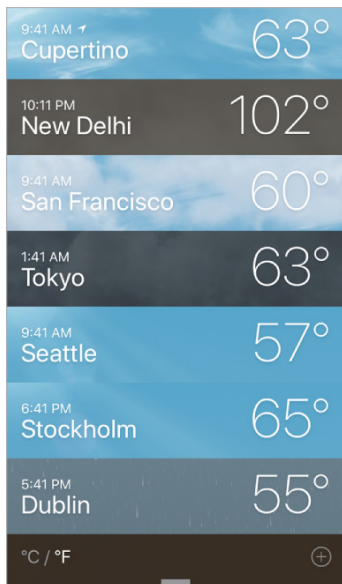 9:41 AM
Cupertino
63°
10:11 PM
New Delhi
102°
9:41 AM
San Francisco
60°
1:41 AM
Tokyo
63°
9:41 AM
Seattle
57°
6:41 PM
Stockholm
65°
5:41 PM
Dublin
55°
°C / °F